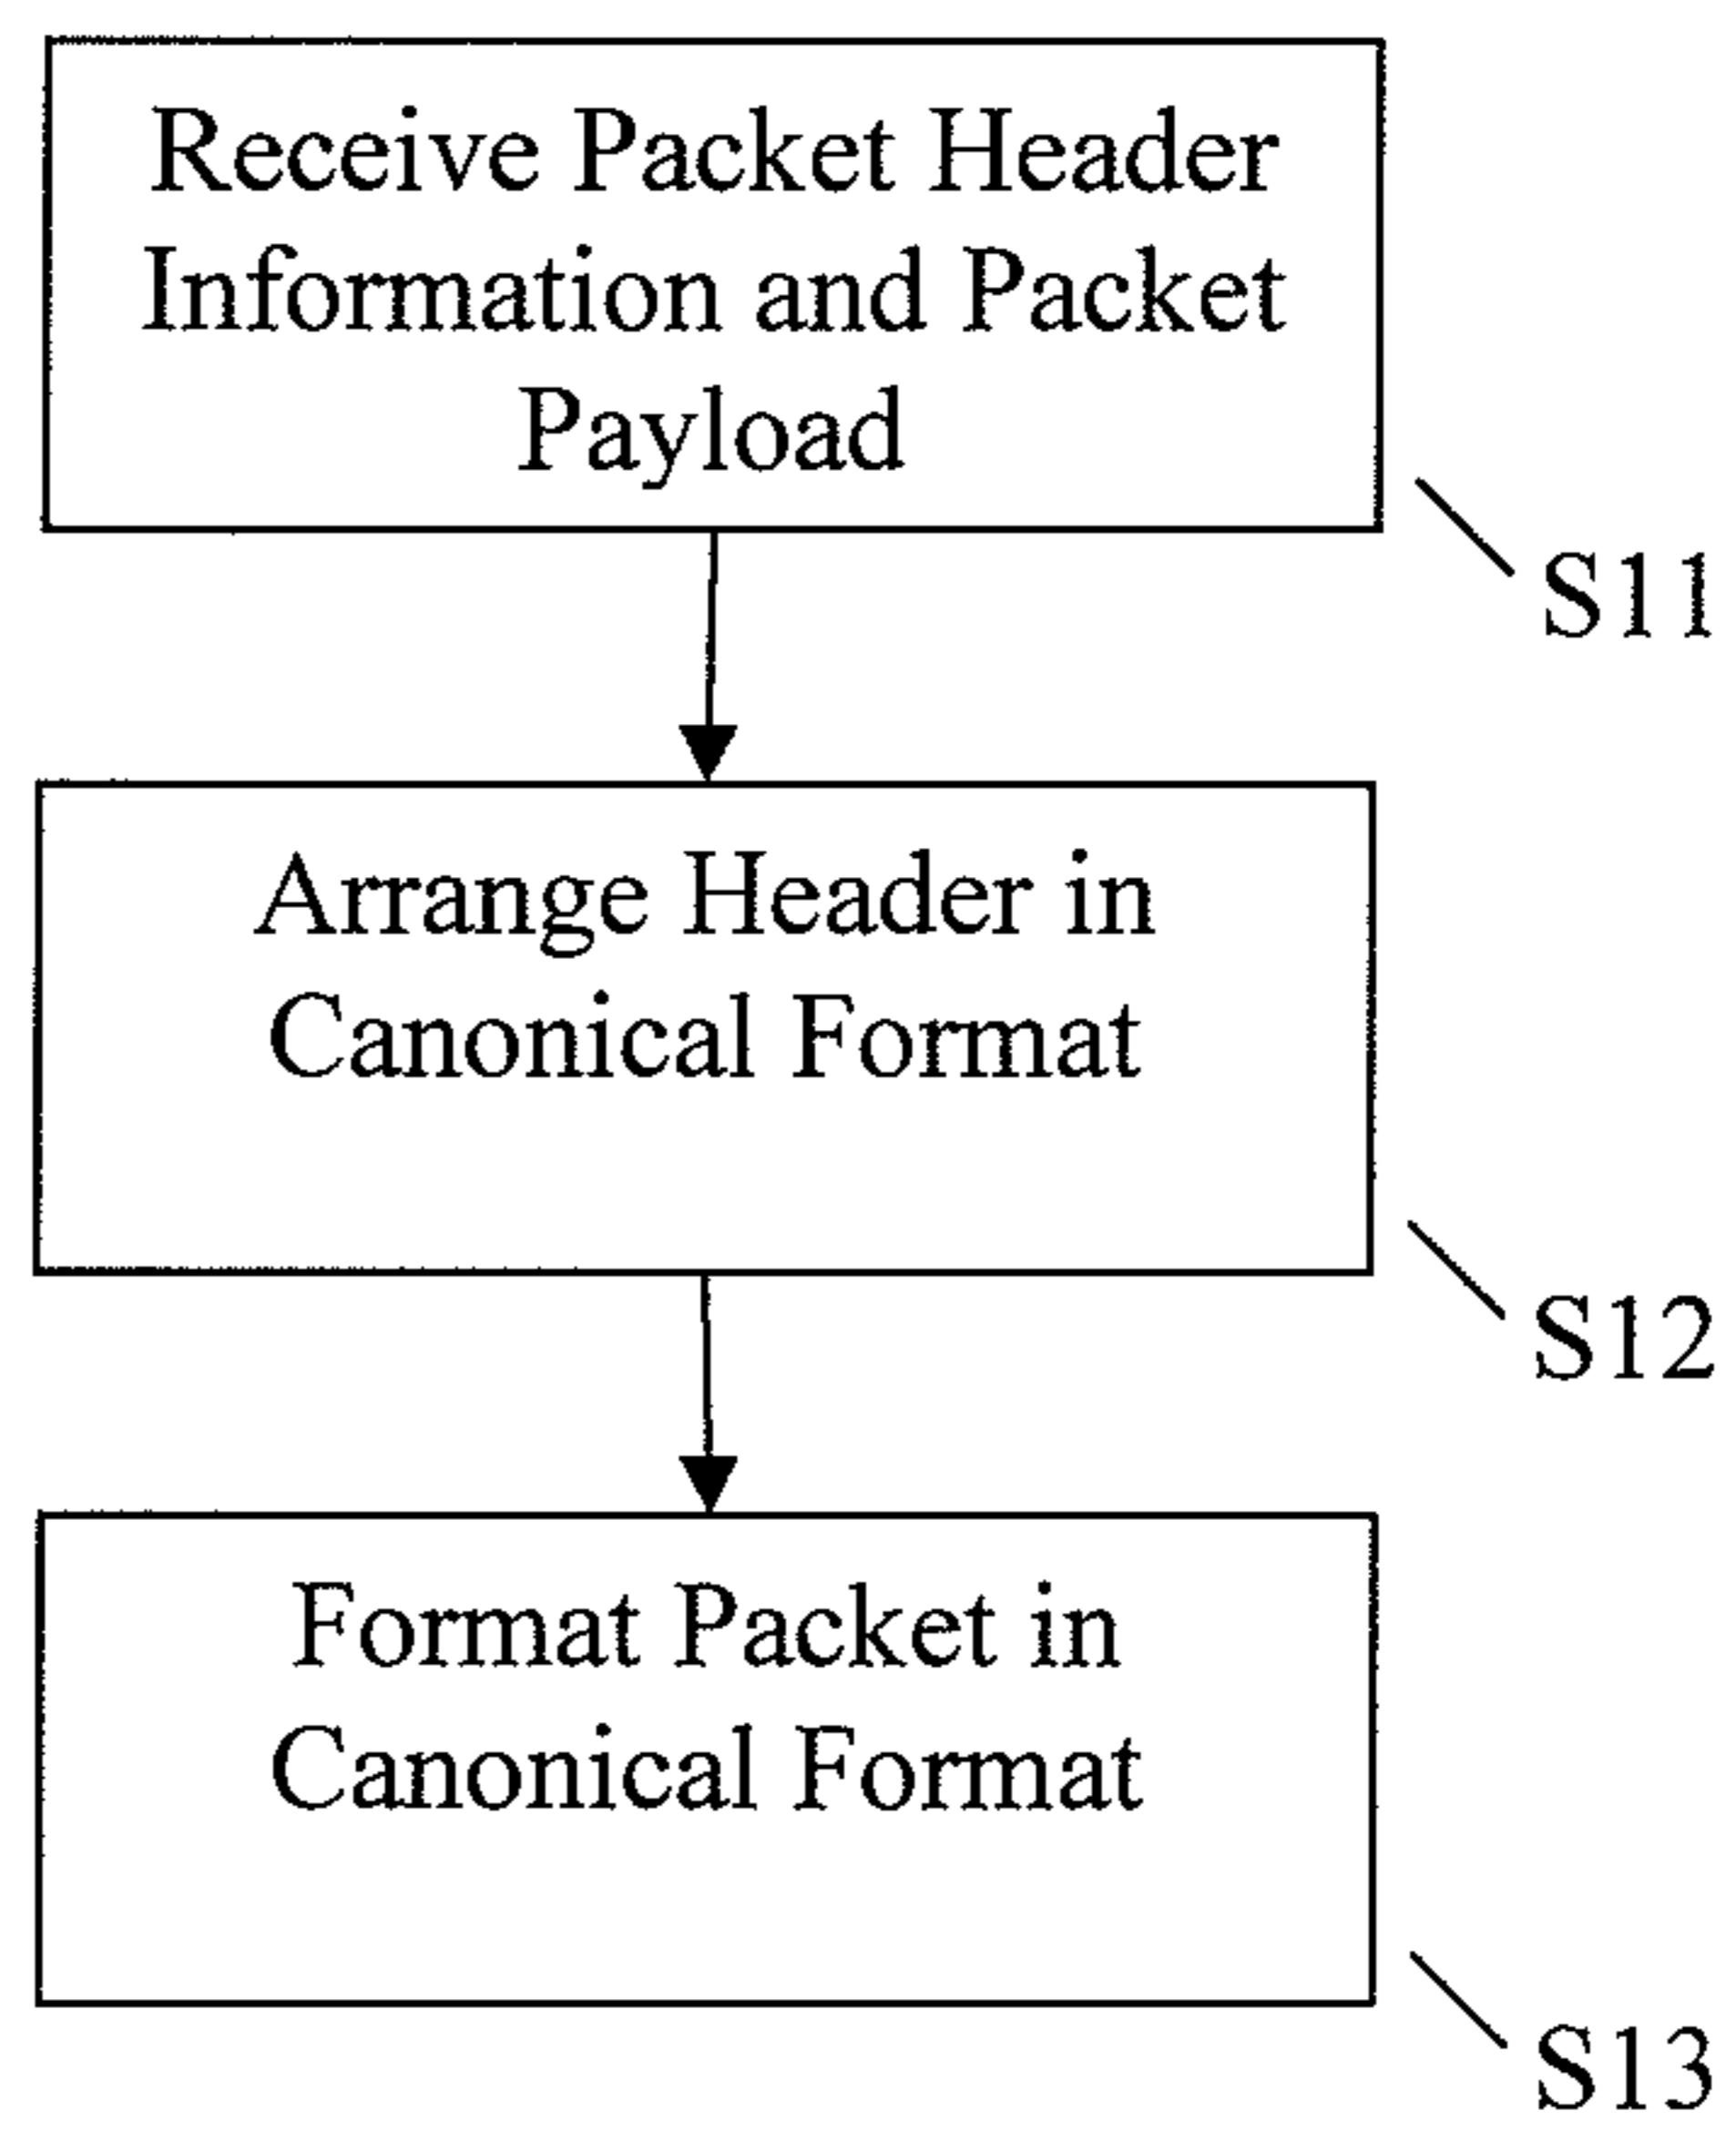 Receive Packet Header
Information and Packet
Payload
S11
Arrange Header in
Canonical Format
S12
Format Packet in
Canonical Format
S13